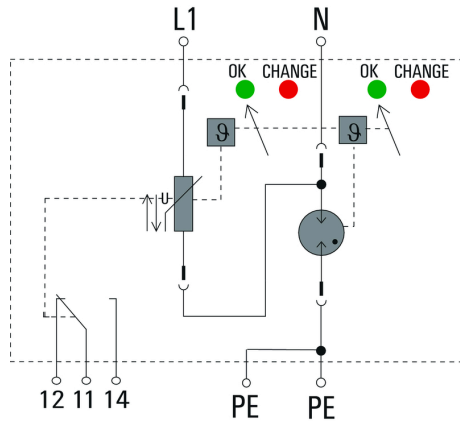 L1 N
OK CHANGE OK CHANGE
ϑ ϑ
U
12 11 14 PE PE